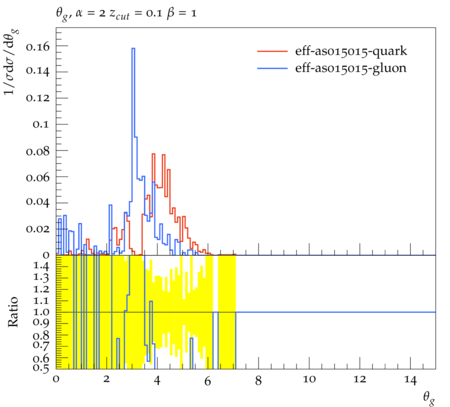 θg, α = 2 zcut = 0.1 β = 1
1/σdσ/dθg
0.16
0.14
0.12
0.1
0.08
0.06
0.04
0.02
0
eff-as015015-quark
eff-as015015-gluon
Ratio
1.4
1.3
1.2
1.1
1.0
0.9
0.8
0.7
0.6
0.5
0 2 4 6 8 10 12 14
θg